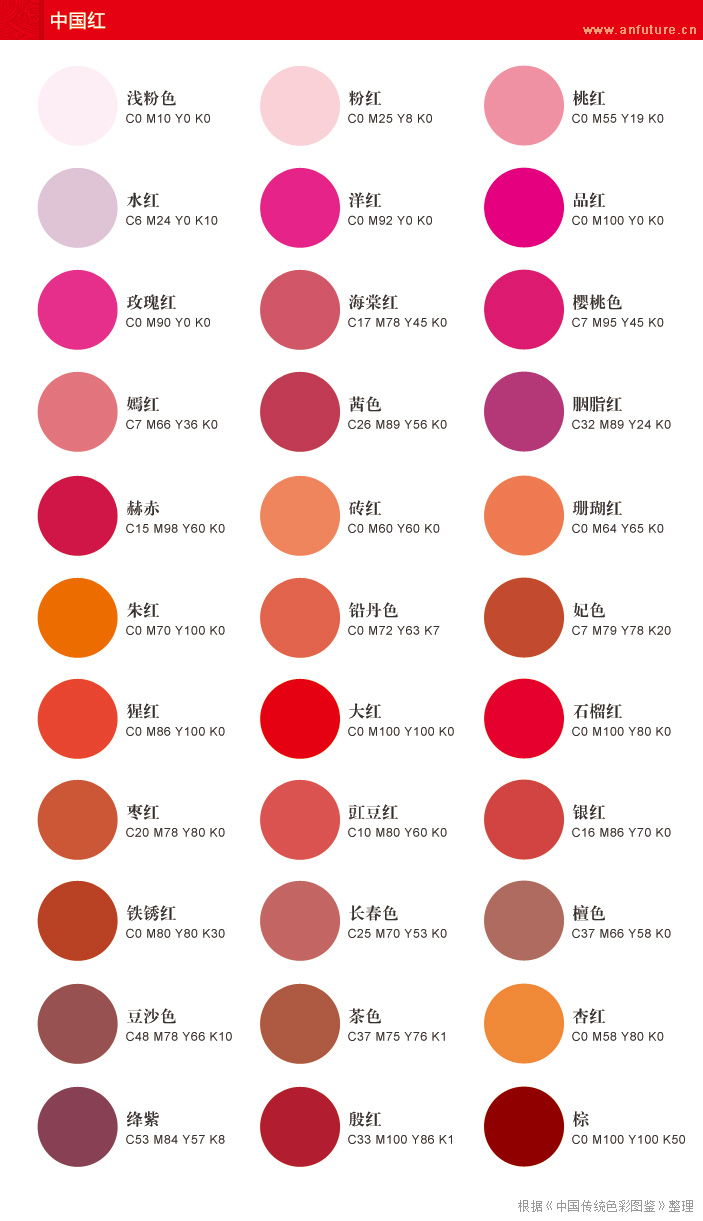 中国红
www.anfuture.cn
浅粉色
C0 M10 Y0 K0
粉红
C0 M25 Y8 K0
桃红
C0 M55 Y19 K0
水红
C6 M24 Y0 K10
洋红
C0 M92 Y0 K0
品红
C0 M100 Y0 K0
玫瑰红
C0 M90 Y0 K0
海棠红
C17 M78 Y45 K0
樱桃色
C7 M95 Y45 K0
嫣红
C7 M66 Y36 K0
茜色
C26 M89 Y56 K0
胭脂红
C32 M89 Y24 K0
赫赤
C15 M98 Y60 K0
砖红
C0 M60 Y60 K0
珊瑚红
C0 M64 Y65 K0
朱红
C0 M70 Y100 K0
铅丹色
C0 M72 Y63 K7
妃色
C7 M79 Y78 K20
猩红
C0 M86 Y100 K0
大红
C0 M100 Y100 K0
石榴红
C0 M100 Y80 K0
枣红
C20 M78 Y80 K0
豇豆红
C10 M80 Y60 K0
银红
C16 M86 Y70 K0
铁锈红
C0 M80 Y80 K30
长春色
C25 M70 Y53 K0
檀色
C37 M66 Y58 K0
豆沙色
C48 M78 Y66 K10
茶色
C37 M75 Y76 K1
杏红
C0 M58 Y80 K0
绛紫
C53 M84 Y57 K8
殷红
C33 M100 Y86 K1
棕
C0 M100 Y100 K50
根据《中国传统色彩图鉴》整理